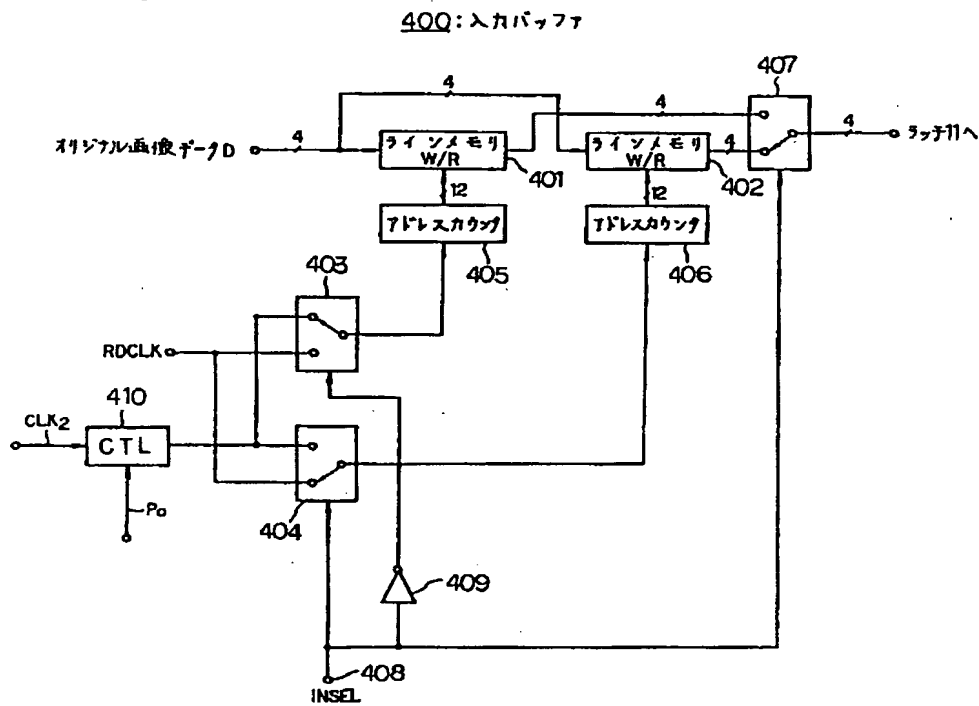 400:入力バッファ
407
4
4
オリジナル画像データD
4
ラインメモリ
W/R
401
ラインメモリ
W/R
402
4
4
ラッチ11へ
12
12
アドレスカウンタ
405
アドレスカウンタ
406
403
RDCLK
410
CLK2
CTL
Pa
404
409
408
INSEL